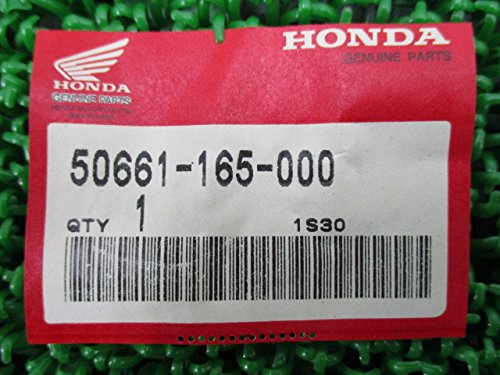 HONDA
GENUINE PARTS
HONDA
GENUINE PARTS
50661-165-000
QTY 1 1S30